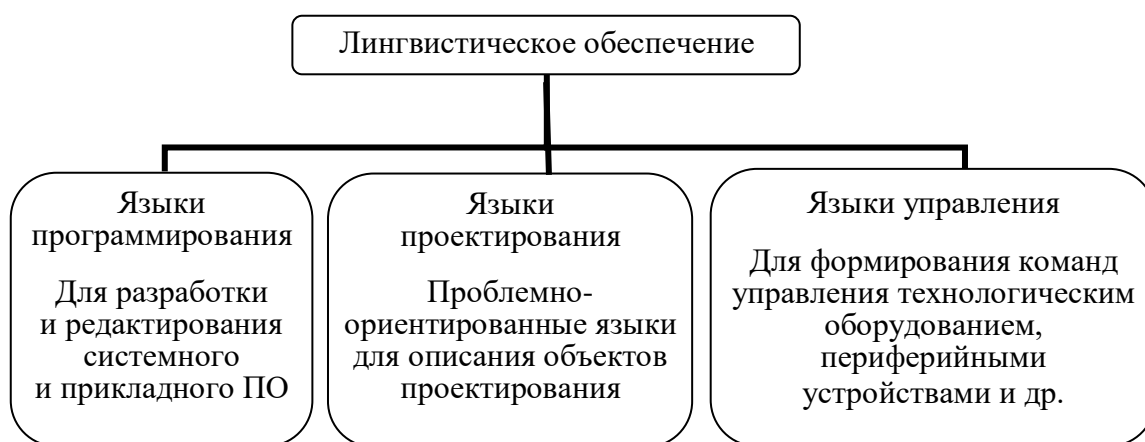 Лингвистическое обеспечение
Языки
программирования
Для разработки
и редактирования
системного
и прикладного ПО
Языки
проектирования
Проблемно-
ориентированные языки
для описания объектов
проектирования
Языки управления
Для формирования команд
управления технологическим
оборудованием,
периферийными
устройствами и др.